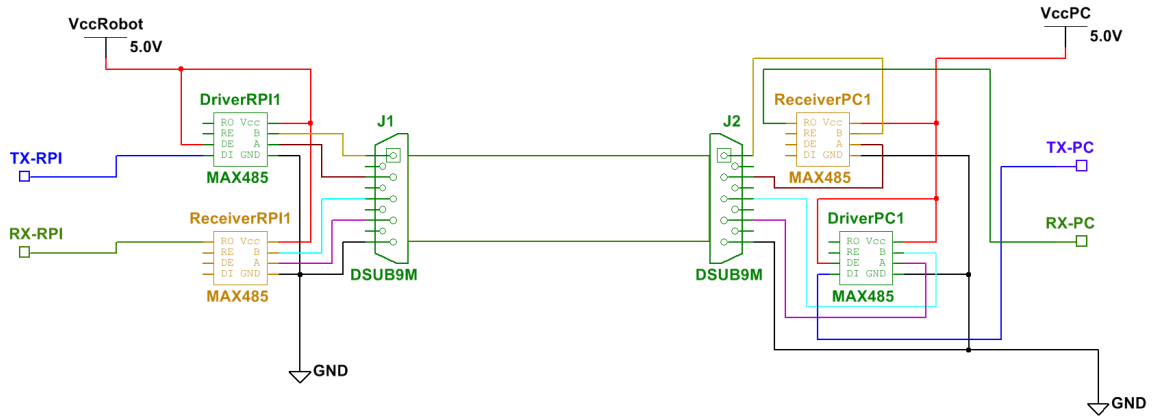 VccRobot
5.0V
VccPC
5.0V
DriverRPI1
RO Vcc
RE B
DE A
DI GND
MAX485
TX-RPI
ReceiverRPI1
RO Vcc
RE B
DE A
DI GND
MAX485
RX-RPI
J1
DSUB9M
GND
J2
DSUB9M
ReceiverPC1
RO Vcc
RE B
DE A
DI GND
MAX485
TX-PC
DriverPC1
RO Vcc
RE B
DE A
DI GND
MAX485
RX-PC
GND